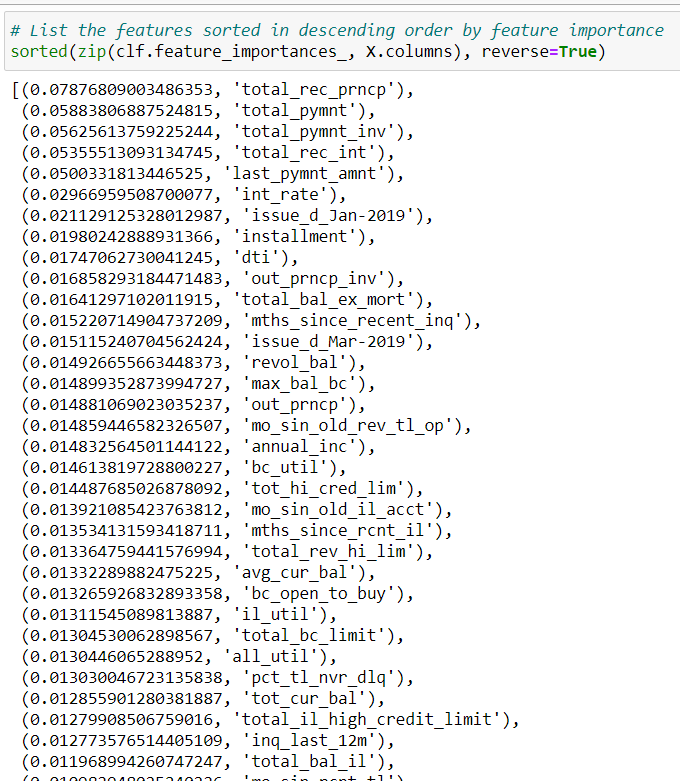 # List the features sorted in descending order by feature importance
sorted(zip(clf.feature_importances_, X.columns), reverse=True)
[(0.07876809003486353, 'total_rec_prncp'),
(0.05883806887524815, 'total_pymnt'),
(0.05625613759225244, 'total_pymnt_inv'),
(0.05355513093134745, 'total_rec_int'),
(0.0500331813446525, 'last_pymnt_amnt'),
(0.02966959508700077, 'int_rate'),
(0.021129125328012987, 'issue_d_Jan-2019'),
(0.01980242888931366, 'installment'),
(0.01747062730041245, 'dti'),
(0.016858293184471483, 'out_prncp_inv'),
(0.01641297102011915, 'total_bal_ex_mort'),
(0.015220714904737209, 'mths_since_recent_inq'),
(0.015115240704562424, 'issue_d_Mar-2019'),
(0.014926655663448373, 'revol_bal'),
(0.014899352873994727, 'max_bal_bc'),
(0.014881069023035237, 'out_prncp'),
(0.014859446582326507, 'mo_sin_old_rev_tl_op'),
(0.014832564501144122, 'annual_inc'),
(0.014613819728800227, 'bc_util'),
(0.014487685026878092, 'tot_hi_cred_lim'),
(0.013921085423763812, 'mo_sin_old_il_acct'),
(0.013534131593418711, 'mths_since_rcnt_il'),
(0.013364759441576994, 'total_rev_hi_lim'),
(0.01332289882475225, 'avg_cur_bal'),
(0.013265926832893358, 'bc_open_to_buy'),
(0.01311545089813887, 'il_util'),
(0.01304530062898567, 'total_bc_limit'),
(0.0130446065288952, 'all_util'),
(0.013030046723135838, 'pct_tl_nvr_dlq'),
(0.012855901280381887, 'tot_cur_bal'),
(0.01279908506759016, 'total_il_high_credit_limit'),
(0.012773576514405109, 'inq_last_12m'),
(0.011968994260747247, 'total_bal_il'),